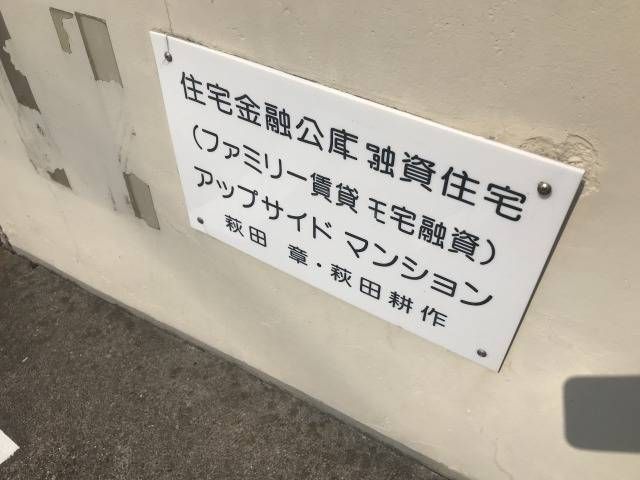 住宅金融公庫 融資住宅
(ファミリー賃貸 モ宅融資)
アップサイド マンション
萩田 章・萩田耕作